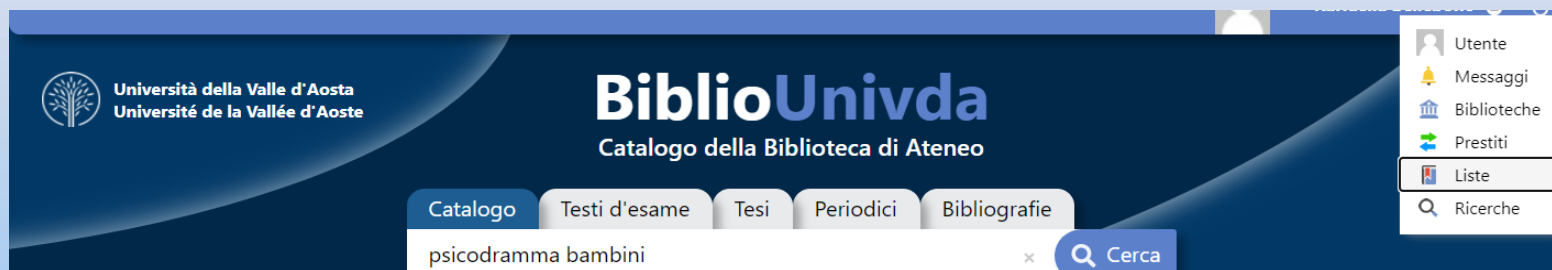 Utente
Messaggi
Biblioteche
Prestiti
Liste
Ricerche
Università della Valle d'Aosta
Université de la Vallée d'Aoste
BiblioUnivda
Catalogo della Biblioteca di Ateneo
Catalogo Testi d'esame Tesi Periodici Bibliografie
psicodramma bambini × Cerca